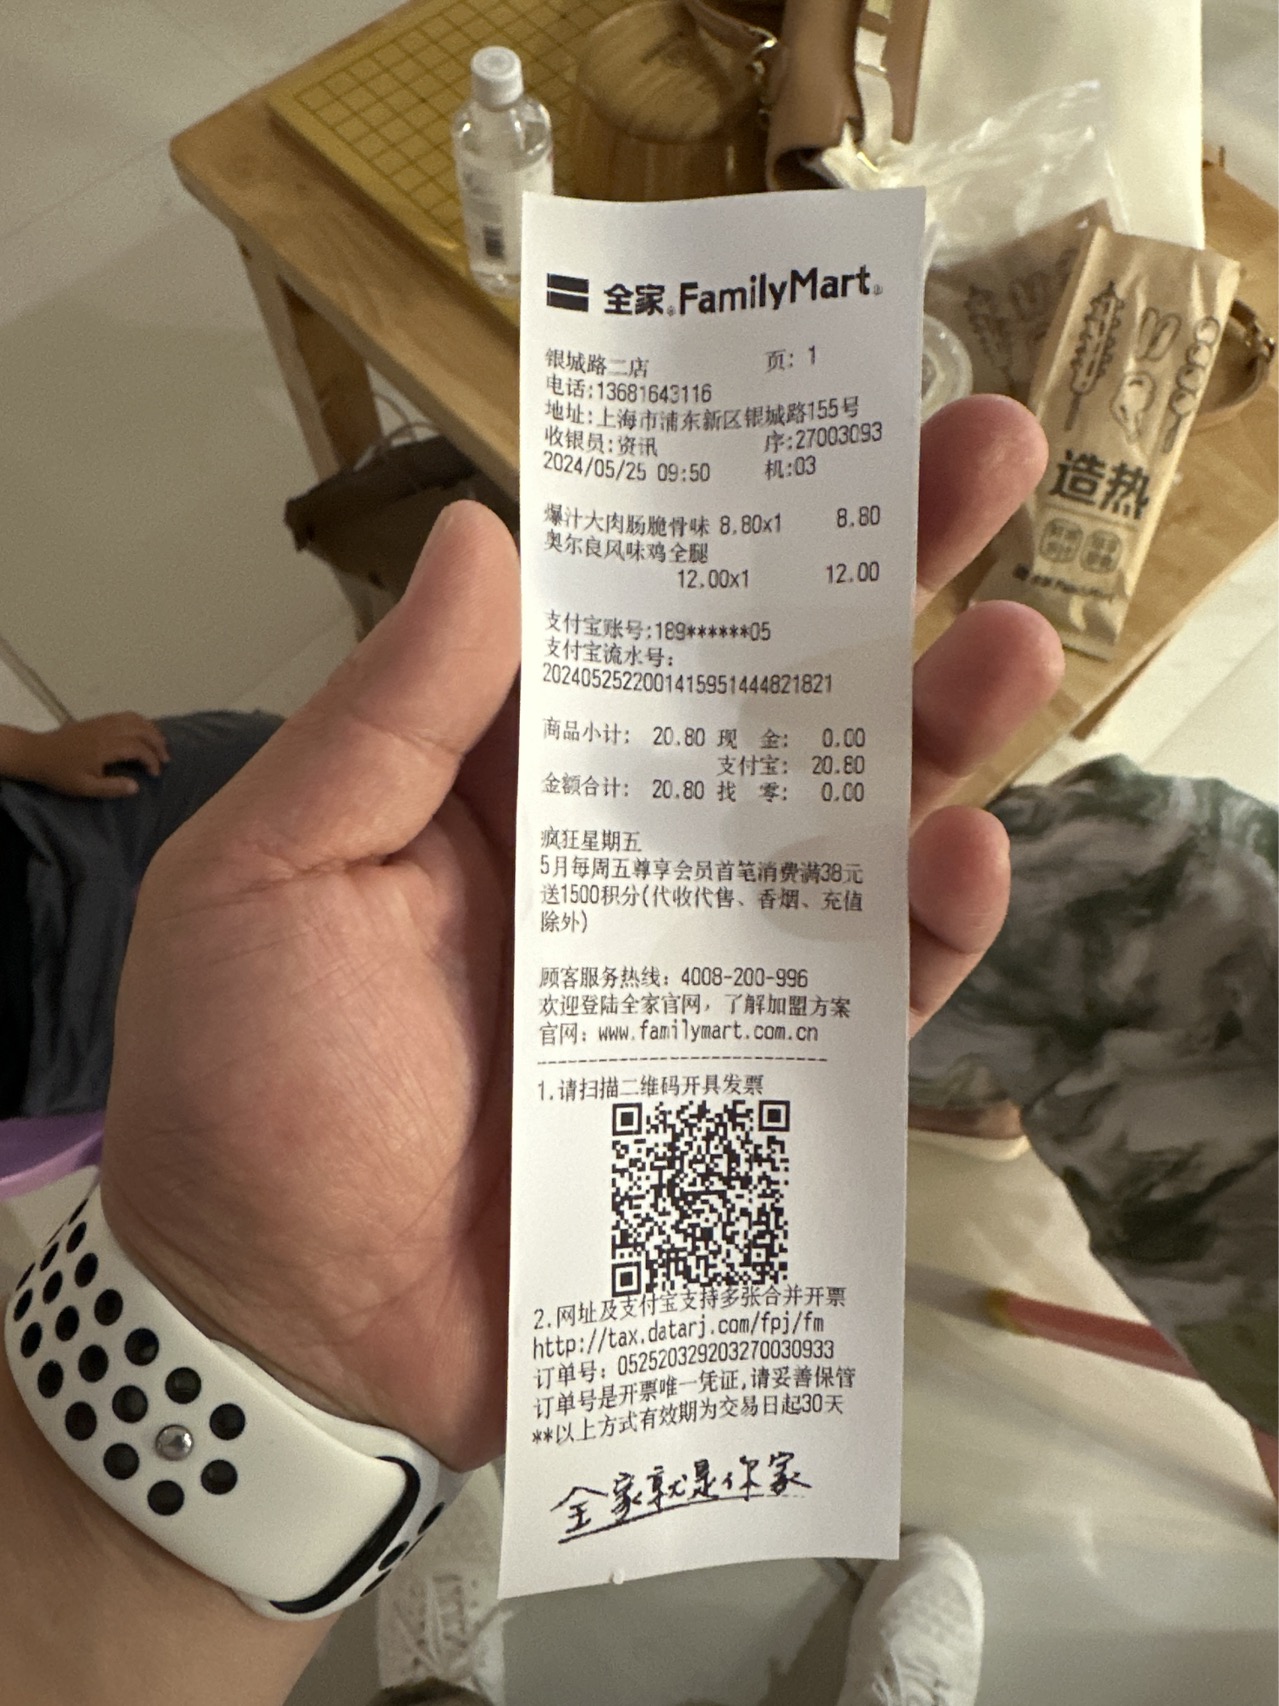 全家®FamilyMart®
银城路二店 页: 1
电话:13681643116
地址:上海市浦东新区银城路155号
收银员:资讯 序:27003093
2024/05/25 09:50 机:03
爆汁大肉肠脆骨味 8.80x1 8.80
奥尔良风味鸡全腿
12.00x1 12.00
支付宝账号:189******05
支付宝流水号:
2024052522001415951444821821
商品小计: 20.80 现 金: 0.00
支付宝: 20.80
金额合计: 20.80 找 零: 0.00
疯狂星期五
5月每周五尊享会员首笔消费满38元
送1500积分(代收代售、香烟、充值
除外)
顾客服务热线: 4008-200-996
欢迎登陆全家官网，了解加盟方案
官网: www.familymart.com.cn
1.请扫描二维码开具发票
2.网址及支付宝支持多张合并开票
http://tax.datarj.com/fpj/fm
订单号: 052520329203270030933
订单号是开票唯一凭证,请妥善保管
**以上方式有效期为交易日起30天
全家就是你家
造热